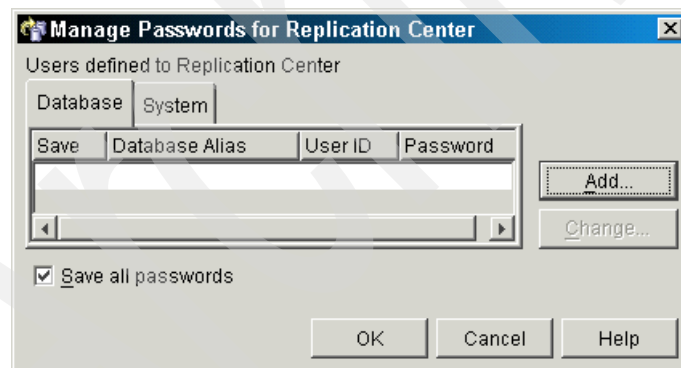 Manage Passwords for Replication Center
Users defined to Replication Center
Database System
Save Database Alias User ID Password
Add...
Change...
Save all passwords
OK Cancel Help